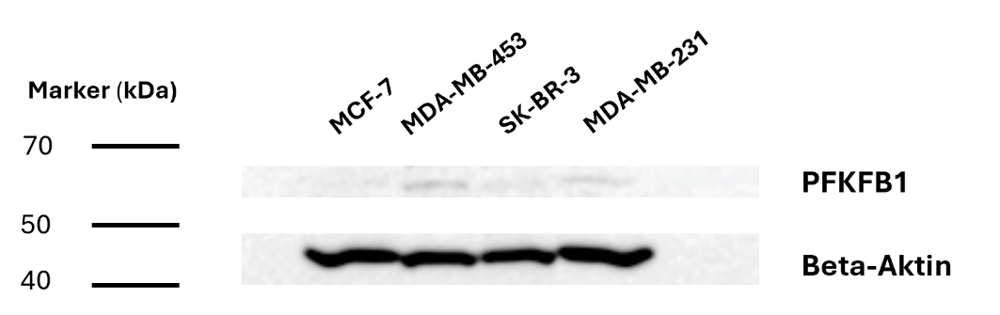 Marker (kDa)
MCF-7
MDA-MB-453
SK-BR-3
MDA-MB-231
70
PFKFB1
50
Beta-Aktin
40